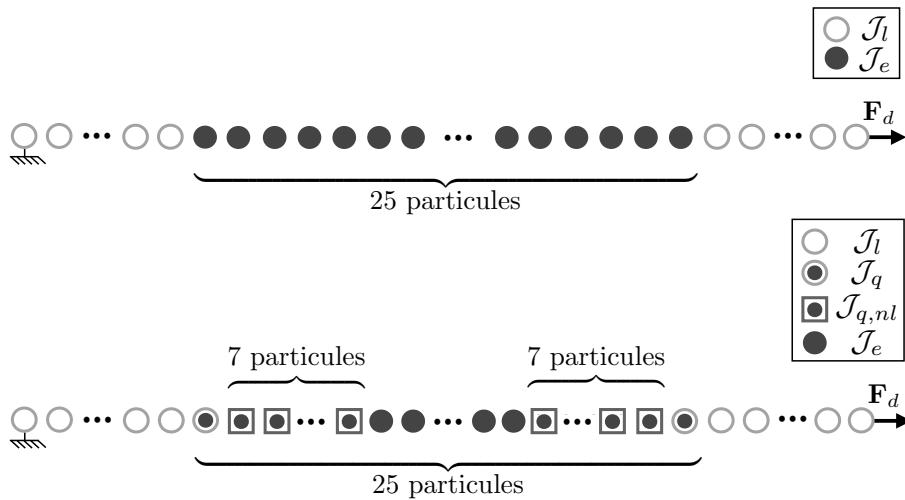 𝒥_l
𝒥_e
F_d
25 particules
𝒥_l
𝒥_q
𝒥_{q,nl}
𝒥_e
7 particules 7 particules
F_d
25 particules